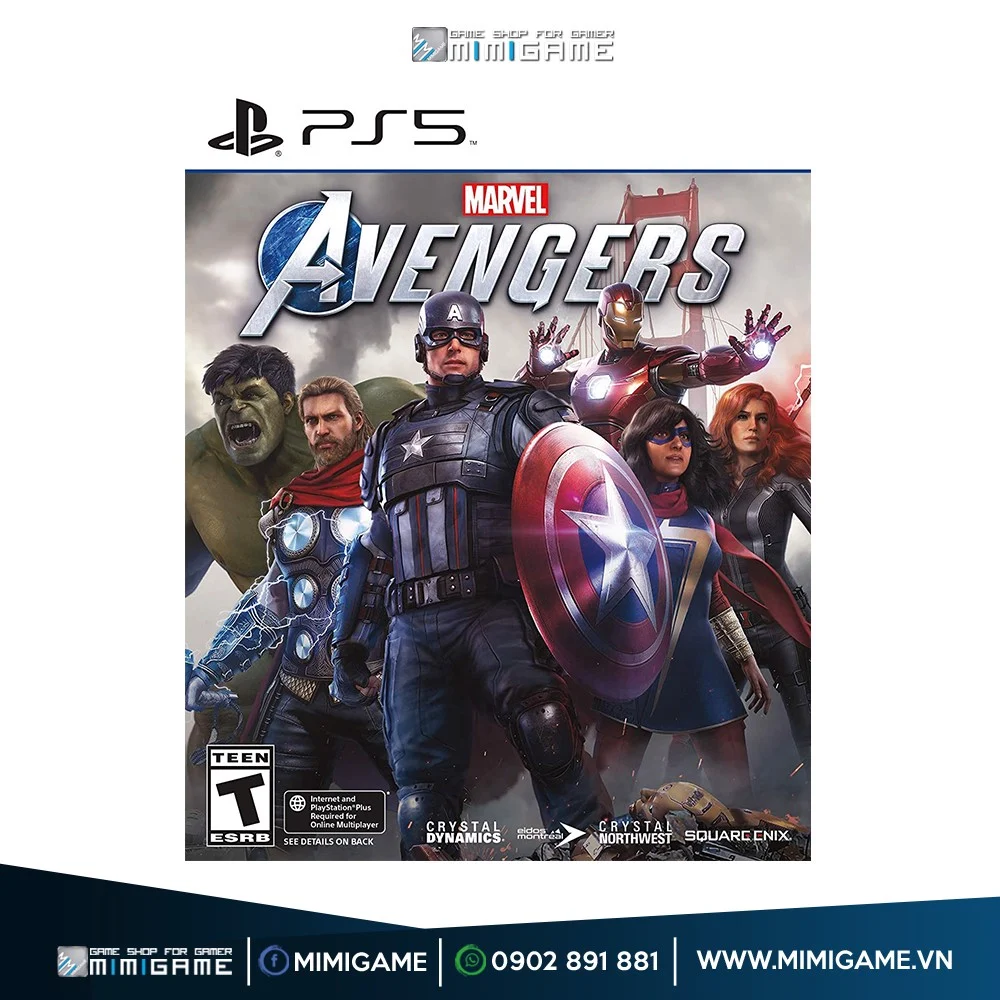 GAME SHOP FOR GAMER
MIMIGAME
PS5™
MARVEL
AVENGERS
A
TEEN
T
ESRB
Internet and
PlayStation®Plus
Required for
Online Multiplayer
SEE DETAILS ON BACK
CRYSTAL
DYNAMICS
eidos
montréal
CRYSTAL
NORTHWEST
SQUARE ENIX
GAME SHOP FOR GAMER
MIMIGAME
MIMIGAME
0902 891 881
WWW.MIMIGAME.VN